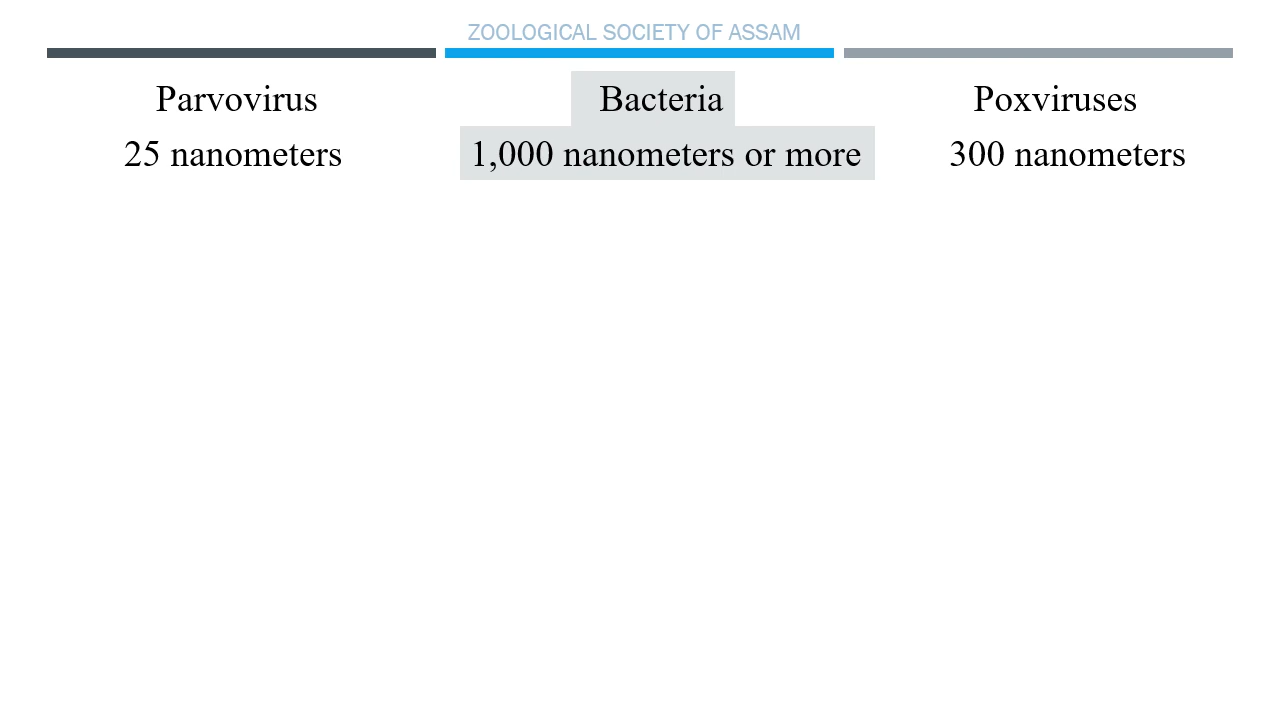 ZOOLOGICAL SOCIETY OF ASSAM
Parvovirus
25 nanometers
Bacteria
1,000 nanometers or more
Poxviruses
300 nanometers